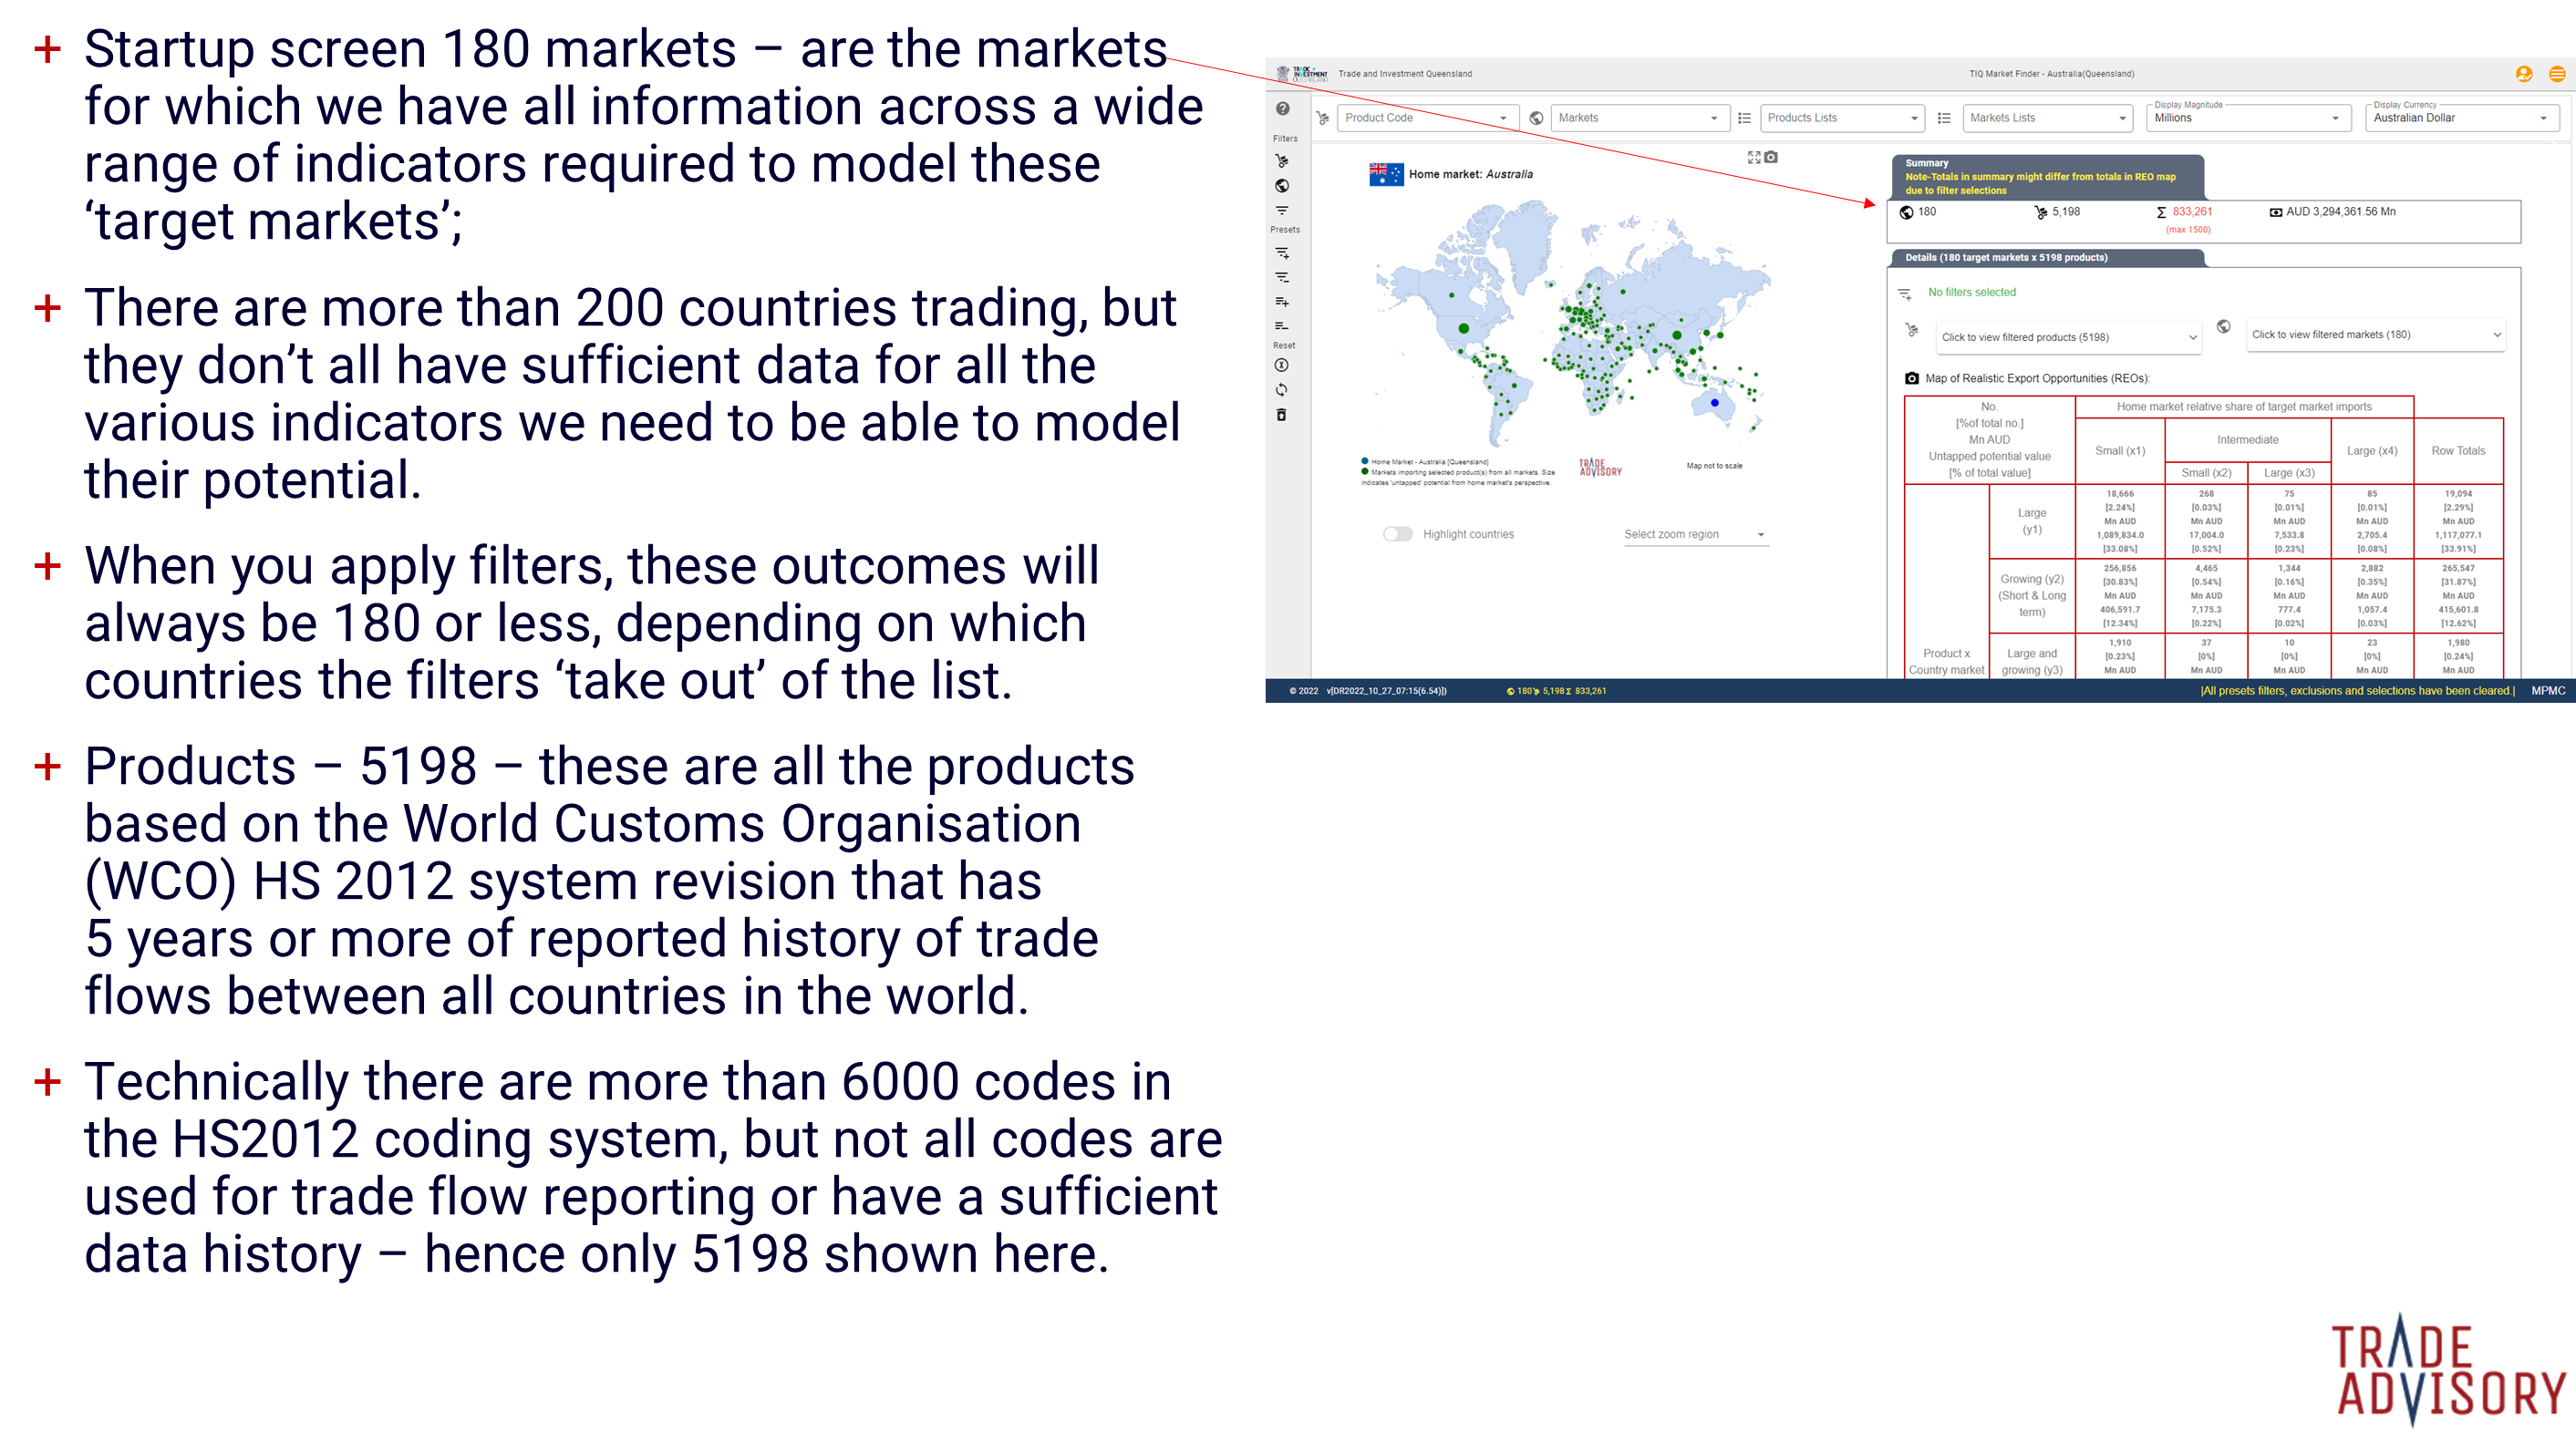 + Startup screen 180 markets – are the markets
for which we have all information across a wide
range of indicators required to model these
‘target markets’;
+ There are more than 200 countries trading, but
they don’t all have sufficient data for all the
various indicators we need to be able to model
their potential.
+ When you apply filters, these outcomes will
always be 180 or less, depending on which
countries the filters ‘take out’ of the list.
+ Products – 5198 – these are all the products
based on the World Customs Organisation
(WCO) HS 2012 system revision that has
5 years or more of reported history of trade
flows between all countries in the world.
+ Technically there are more than 6000 codes in
the HS2012 coding system, but not all codes are
used for trade flow reporting or have a sufficient
data history – hence only 5198 shown here.
TRADE +
INVESTMENT
Trade and Investment Queensland
TIQ Market Finder - Australia(Queensland)
Filters
Presets
Reset
Product Code
Markets
Products Lists
Markets Lists
Display Magnitude
Millions
Display Currency
Australian Dollar
Home market: Australia
Home Market - Australia [Queensland]
Markets importing selected product(s) from all markets. Size
indicates 'untapped' potential from home market's perspective.
TRADE
ADVISORY
Map not to scale
Highlight countries
Select zoom region
Summary
Note-Totals in summary might differ from totals in REO map
due to filter selections
180 5,198 Σ 833,261 AUD 3,294,361.56 Mn
(max 1500)
Details (180 target markets x 5198 products)
No filters selected
Click to view filtered products (5198)
Click to view filtered markets (180)
Map of Realistic Export Opportunities (REOs):
No.
[%of total no.]
Mn AUD
Untapped potential value
[% of total value]
Home market relative share of target market imports
Small (x1)
Intermediate
Small (x2) Large (x3)
Large (x4)
Row Totals
Product x
Country market
Large
(y1)
18,666 268 75 85 19,094
[2.24%] [0.03%] [0.01%] [0.01%] [2.29%]
Mn AUD Mn AUD Mn AUD Mn AUD Mn AUD
1,089,834.0 17,004.0 7,533.8 2,705.4 1,117,077.1
[33.08%] [0.52%] [0.23%] [0.08%] [33.91%]
Growing (y2)
(Short & Long
term)
256,856 4,465 1,344 2,882 265,547
[30.83%] [0.54%] [0.16%] [0.35%] [31.87%]
Mn AUD Mn AUD Mn AUD Mn AUD Mn AUD
406,591.7 7,175.3 777.4 1,057.4 415,601.8
[12.34%] [0.22%] [0.02%] [0.03%] [12.62%]
Large and
growing (y3)
1,910 37 10 23 1,980
[0.23%] [0%] [0%] [0%] [0.24%]
Mn AUD Mn AUD Mn AUD Mn AUD Mn AUD
© 2022 v[DR2022_10_27_07:15(6.54)])
180 5,198 Σ 833,261
|All presets filters, exclusions and selections have been cleared.| MPMC
TRADE
ADVISORY